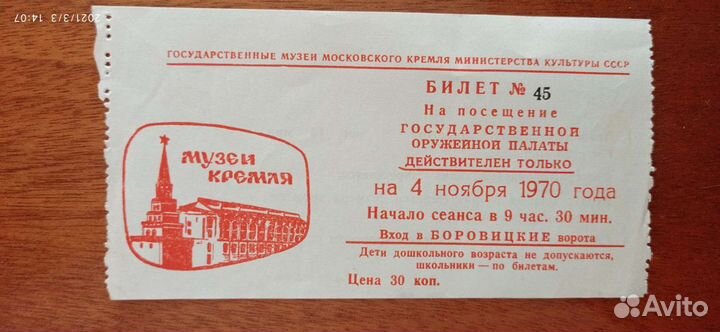 2021/3/3 14:07
ГОСУДАРСТВЕННЫЕ МУЗЕИ МОСКОВСКОГО КРЕМЛЯ МИНИСТЕРСТВА КУЛЬТУРЫ СССР
БИЛЕТ № 45
На посещение
ГОСУДАРСТВЕННОЙ
ОРУЖЕЙНОЙ ПАЛАТЫ
ДЕЙСТВИТЕЛЕН ТОЛЬКО
на 4 ноября 1970 года
Начало сеанса в 9 час. 30 мин.
Вход в БОРОВИЦКИЕ ворота
Дети дошкольного возраста не допускаются,
школьники — по билетам.
Цена 30 коп.
МУЗЕИ
КРЕМЛЯ
Avito